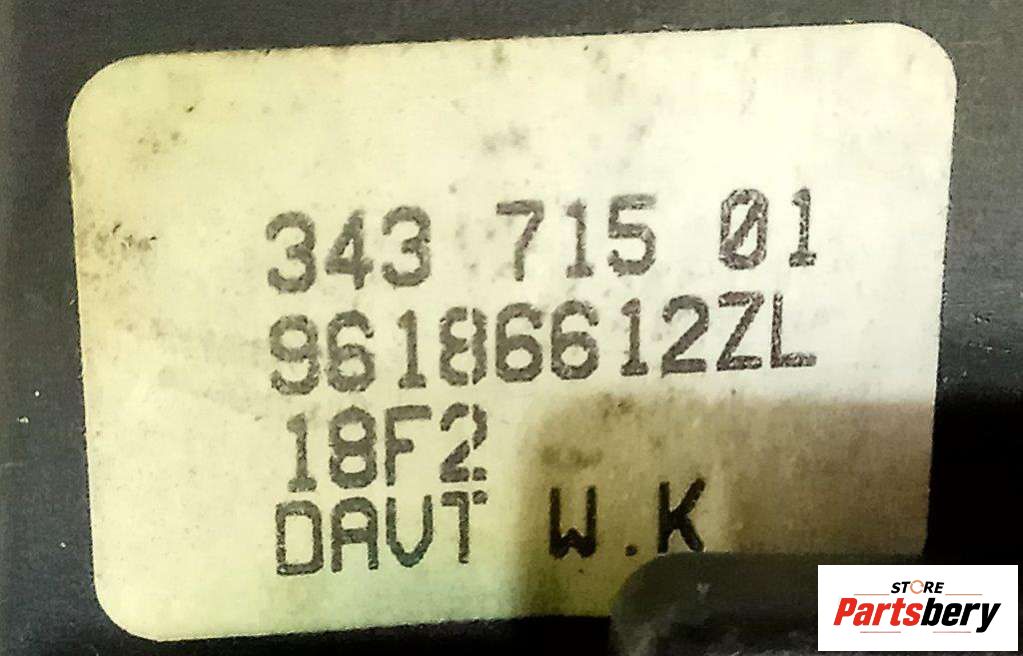 343 715 01
96186612ZL
18F2
DAVT W.K
STORE
Partsbery